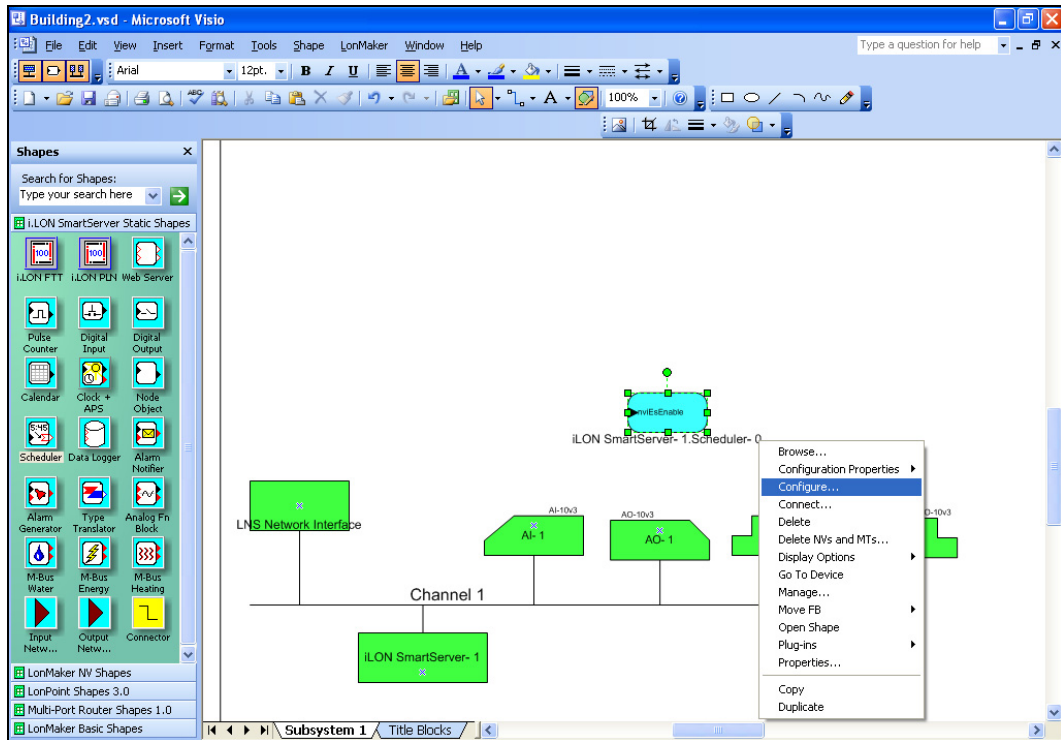 Building2.vsd - Microsoft Visio
File Edit View Insert Format Tools Shape LonMaker Window Help
Type a question for help
Arial
12pt.
B I U
100%
Shapes
Search for Shapes:
Type your search here
i.LON SmartServer Static Shapes
i.LON FTT
i.LON PLN
Web Server
Pulse
Counter
Digital
Input
Digital
Output
Calendar
Clock +
APS
Node
Object
5:45
Scheduler
Data Logger
Alarm
Notifier
Alarm
Generator
Type
Translator
Analog Fn
Block
M-Bus
Water
M-Bus
Energy
M-Bus
Heating
Input
Netw...
Output
Netw...
Connector
LonMaker NV Shapes
LonPoint Shapes 3.0
Multi-Port Router Shapes 1.0
LonMaker Basic Shapes
nviEsEnable
iLON SmartServer- 1.Scheduler- 0
LNS Network Interface
AI-10v3
AI- 1
AO-10v3
AO- 1
O-10v3
Channel 1
iLON SmartServer- 1
Browse...
Configuration Properties
Configure...
Connect...
Delete
Delete NVs and MTs...
Display Options
Go To Device
Manage...
Move FB
Open Shape
Plug-ins
Properties...
Copy
Duplicate
Subsystem 1
Title Blocks